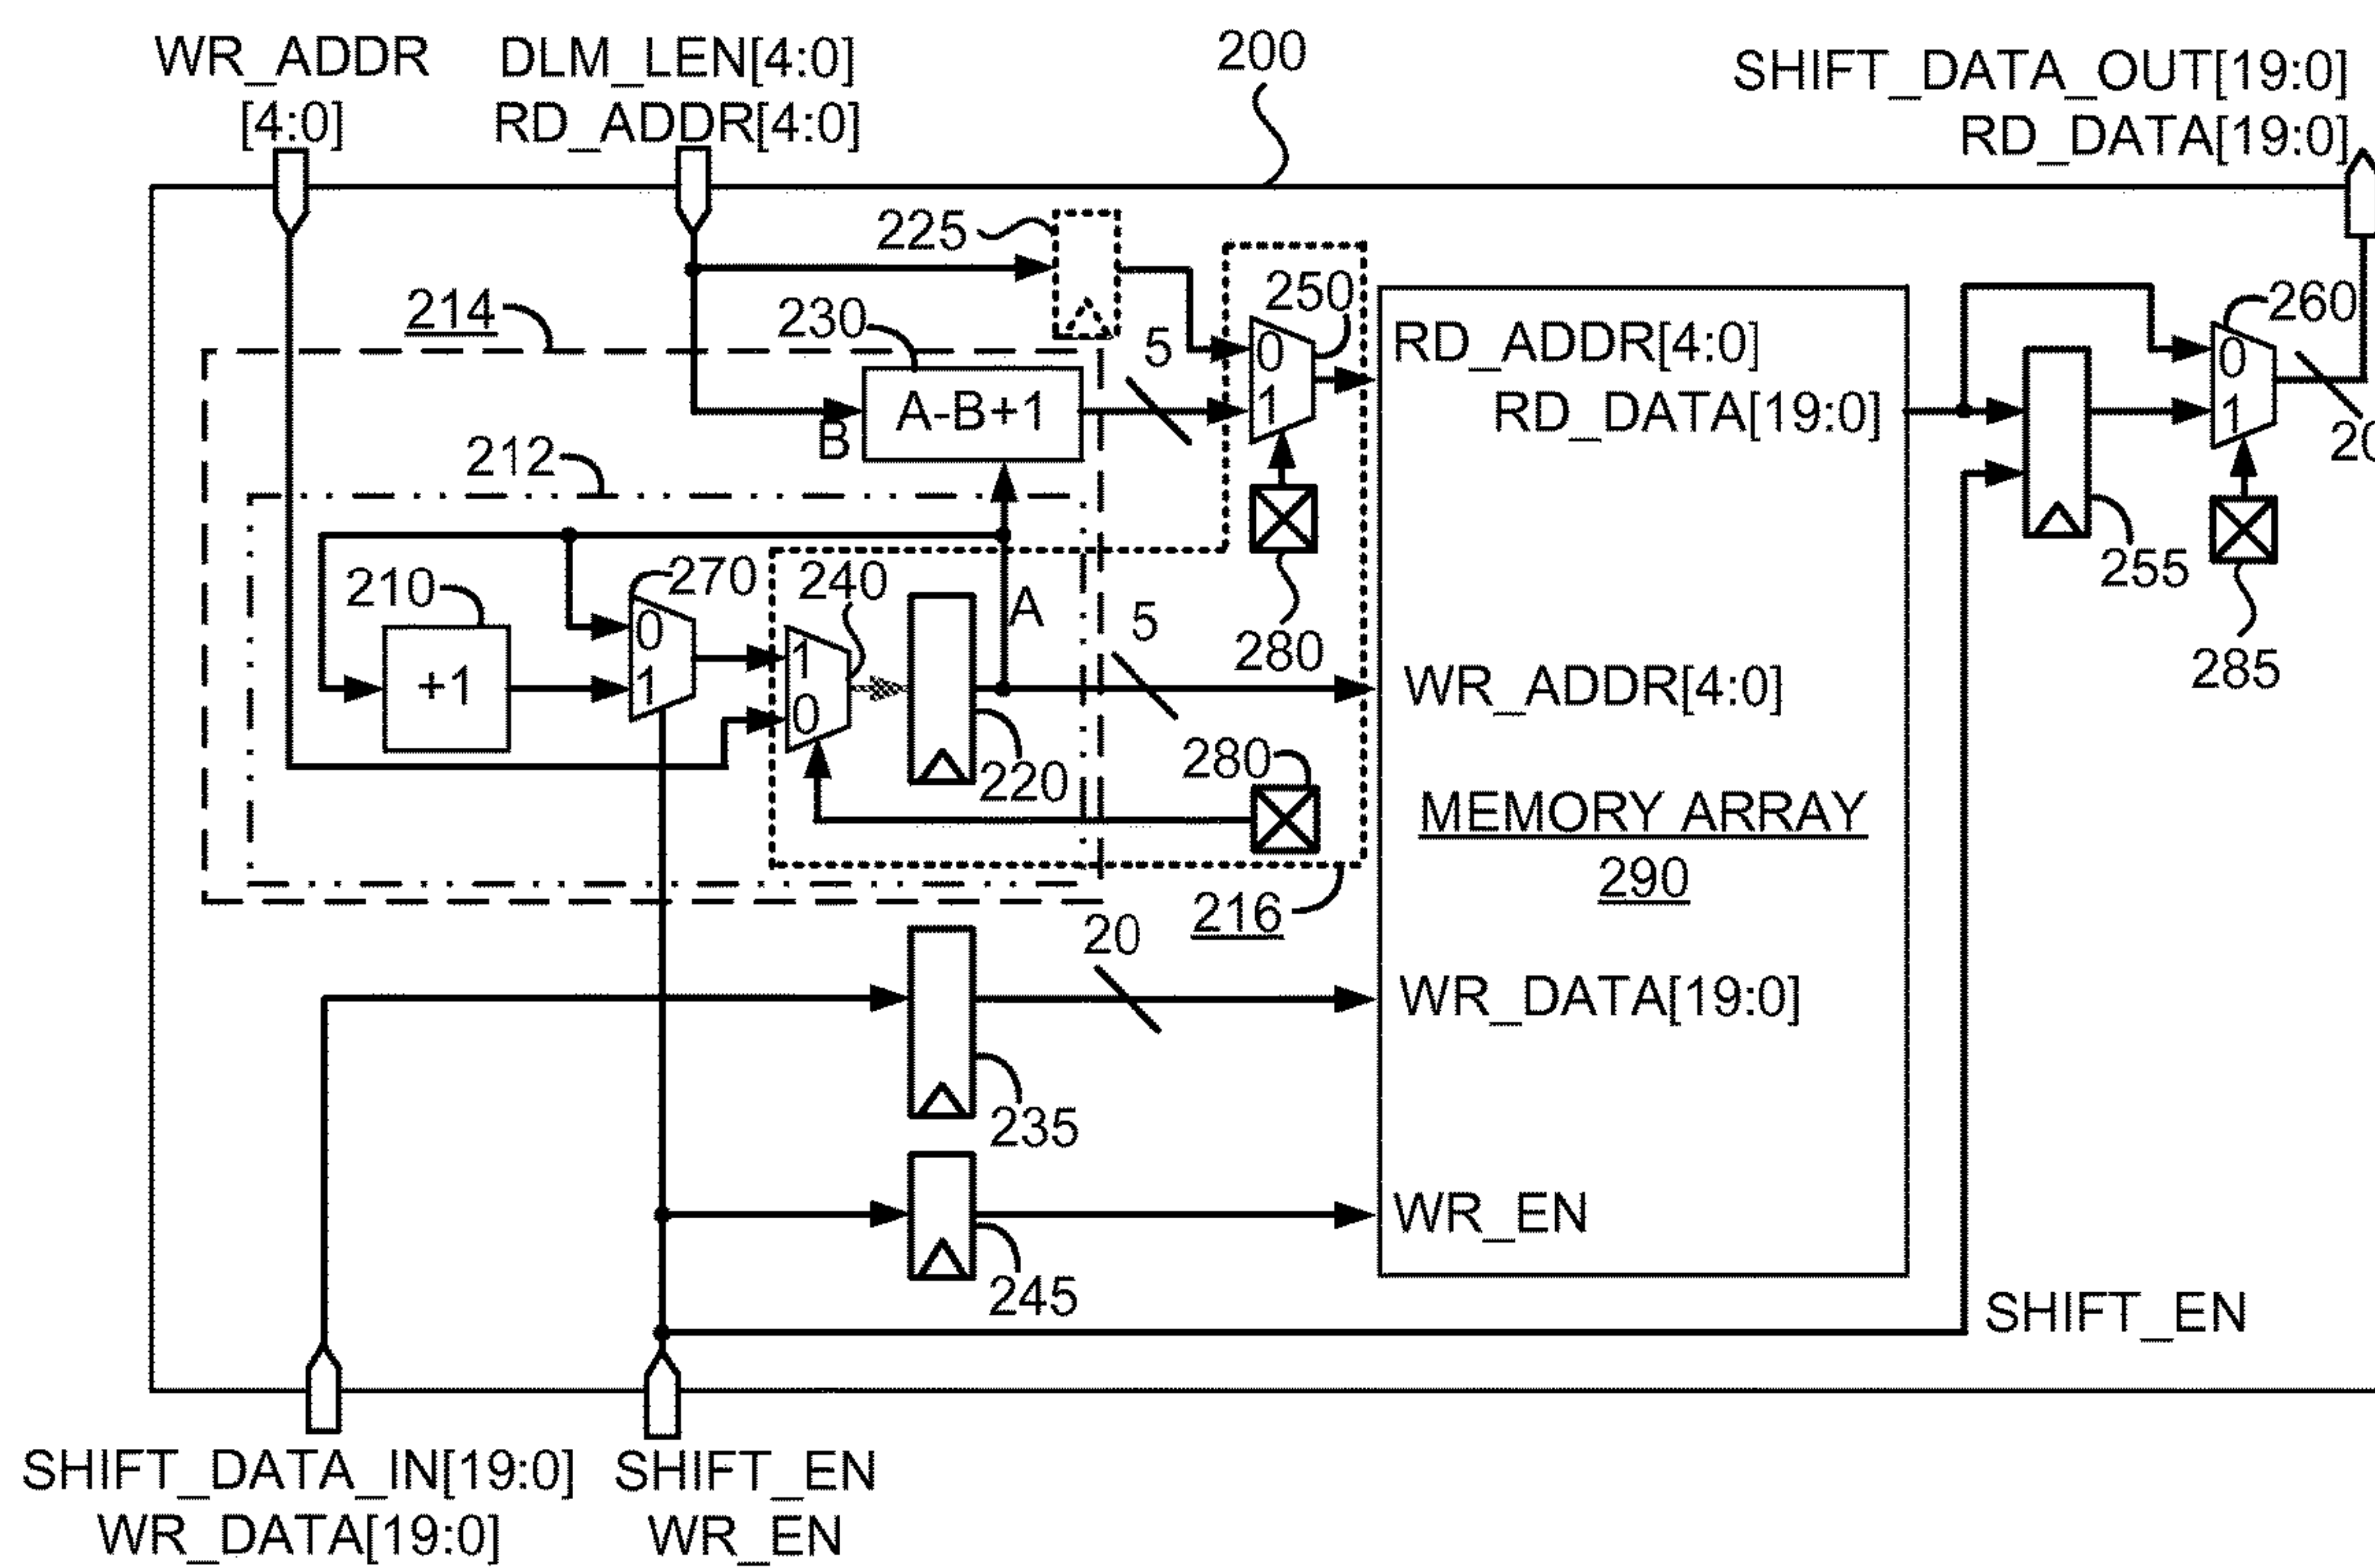 WR_ADDR
[4:0]
DLM_LEN[4:0]
RD_ADDR[4:0]
200
SHIFT_DATA_OUT[19:0]
RD_DATA[19:0]
225
214
230
5
250
0
1
A-B+1
B
RD_ADDR[4:0]
RD_DATA[19:0]
260
0
1
212
280
255
285
210
270
240
A
5
+1
0
1
1
0
220
WR_ADDR[4:0]
280
MEMORY ARRAY
290
216
20
WR_DATA[19:0]
235
WR_EN
245
SHIFT_EN
SHIFT_DATA_IN[19:0]
WR_DATA[19:0]
SHIFT_EN
WR_EN